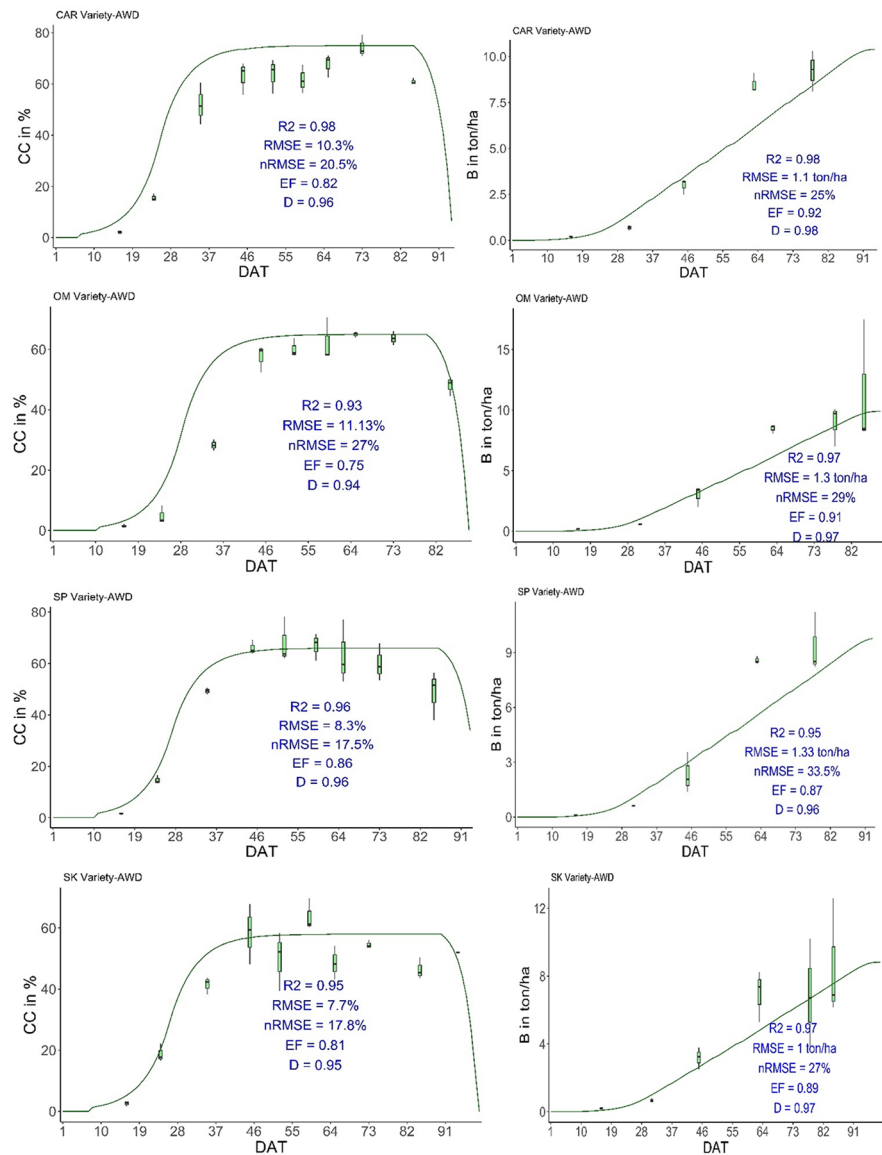 CAR Variety-AWD
80
60
40
20
0
CC in %
R2 = 0.98
RMSE = 10.3%
nRMSE = 20.5%
EF = 0.82
D = 0.96
1 10 19 28 37 46 55 64 73 82 91
DAT
CAR Variety-AWD
10.0
7.5
5.0
2.5
0.0
B in ton/ha
R2 = 0.98
RMSE = 1.1 ton/ha
nRMSE = 25%
EF = 0.92
D = 0.98
1 10 19 28 37 46 55 64 73 82 91
DAT
OM Variety-AWD
60
40
20
0
CC in %
R2 = 0.93
RMSE = 11.13%
nRMSE = 27%
EF = 0.75
D = 0.94
1 10 19 28 37 46 55 64 73 82
DAT
OM Variety-AWD
15
10
5
0
B in ton/ha
R2 = 0.97
RMSE = 1.3 ton/ha
nRMSE = 29%
EF = 0.91
D = 0.97
1 10 19 28 37 46 55 64 73 82
DAT
SP Variety-AWD
80
60
40
20
0
CC in %
R2 = 0.96
RMSE = 8.3%
nRMSE = 17.5%
EF = 0.86
D = 0.96
1 10 19 28 37 46 55 64 73 82 91
DAT
SP Variety-AWD
9
6
3
0
B in ton/ha
R2 = 0.95
RMSE = 1.33 ton/ha
nRMSE = 33.5%
EF = 0.87
D = 0.96
1 10 19 28 37 46 55 64 73 82 91
DAT
SK Variety-AWD
60
40
20
0
CC in %
R2 = 0.95
RMSE = 7.7%
nRMSE = 17.8%
EF = 0.81
D = 0.95
1 10 19 28 37 46 55 64 73 82 91
DAT
SK Variety-AWD
12
8
4
0
B in ton/ha
R2 = 0.97
RMSE = 1 ton/ha
nRMSE = 27%
EF = 0.89
D = 0.97
1 10 19 28 37 46 55 64 73 82 91
DAT